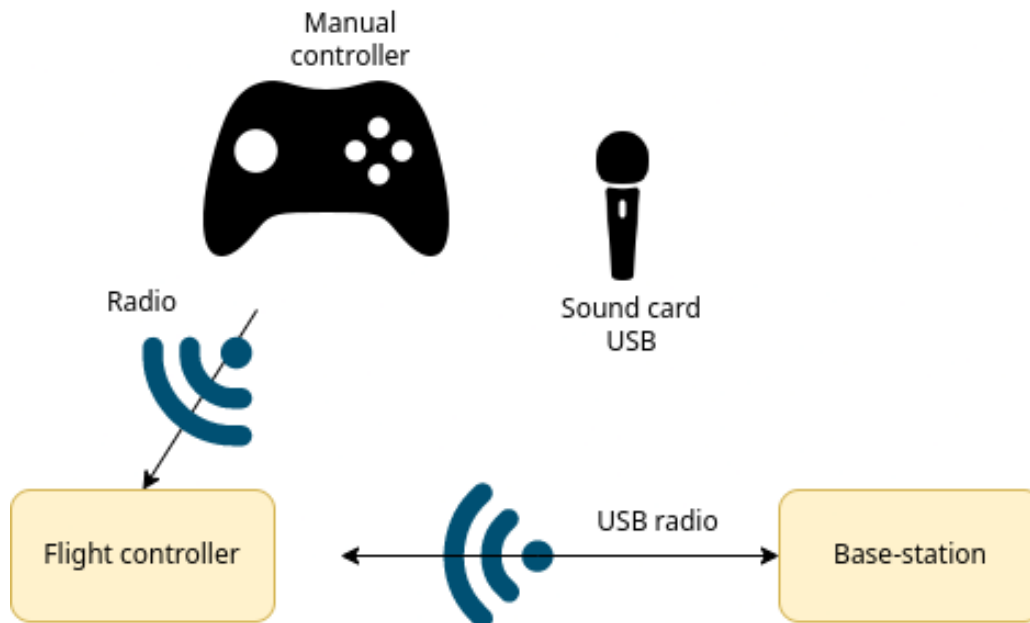 Manual
controller
Radio
Sound card
USB
USB radio
Flight controller
Base-station